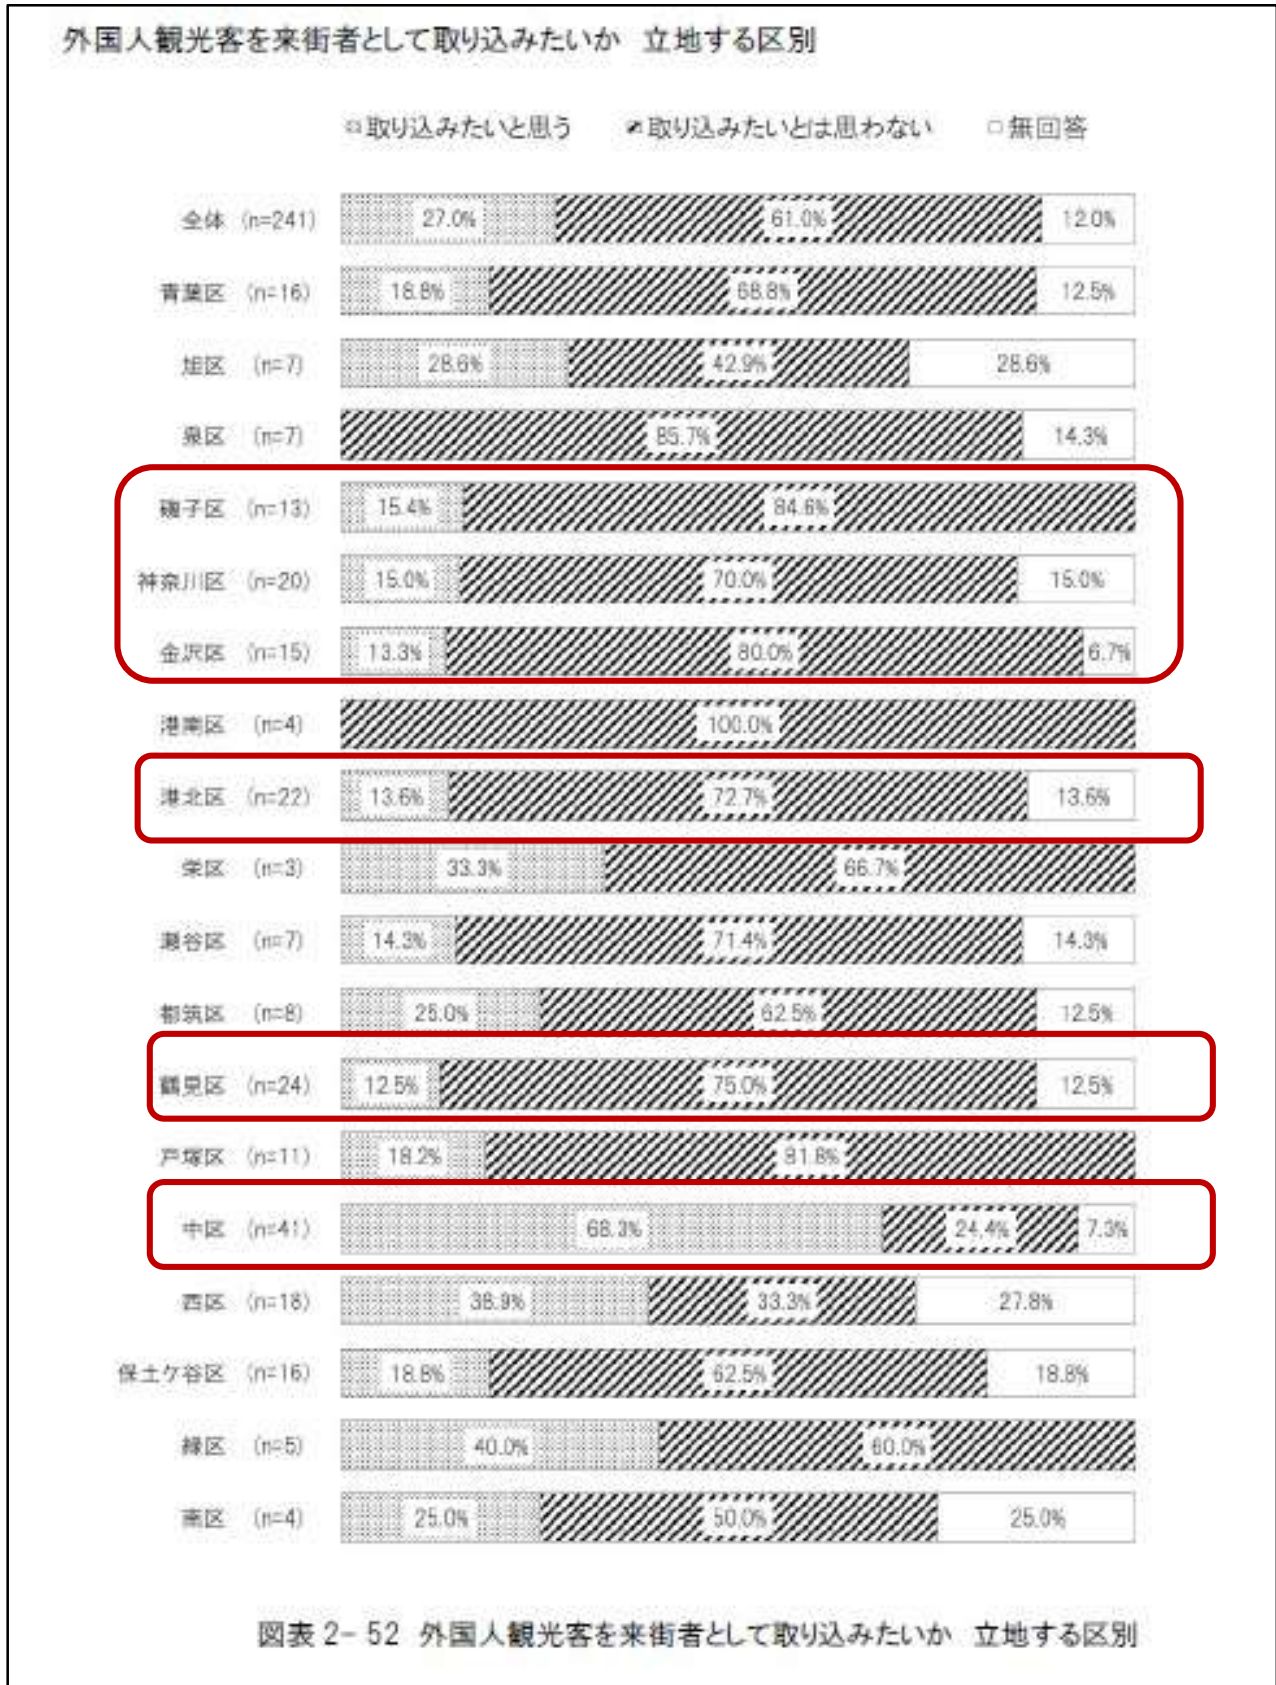 外国人観光客を来街者として取り込みたいか 立地する区別
取り込みたいと思う 取り込みたいとは思わない 無回答
全体 (n=241) 27.0% 61.0% 12.0%
青葉区 (n=16) 18.8% 68.8% 12.5%
旭区 (n=7) 28.6% 42.9% 28.6%
泉区 (n=7) 85.7% 14.3%
磯子区 (n=13) 15.4% 84.6%
神奈川区 (n=20) 15.0% 70.0% 15.0%
金沢区 (n=15) 13.3% 80.0% 6.7%
港南区 (n=4) 100.0%
港北区 (n=22) 13.6% 72.7% 13.6%
栄区 (n=3) 33.3% 66.7%
瀬谷区 (n=7) 14.3% 71.4% 14.3%
都筑区 (n=8) 25.0% 62.5% 12.5%
鶴見区 (n=24) 12.5% 75.0% 12.5%
戸塚区 (n=11) 18.2% 81.8%
中区 (n=41) 68.3% 24.4% 7.3%
西区 (n=18) 38.9% 33.3% 27.8%
保土ケ谷区 (n=16) 18.8% 62.5% 18.8%
緑区 (n=5) 40.0% 60.0%
南区 (n=4) 25.0% 50.0% 25.0%
図表 2- 52 外国人観光客を来街者として取り込みたいか 立地する区別